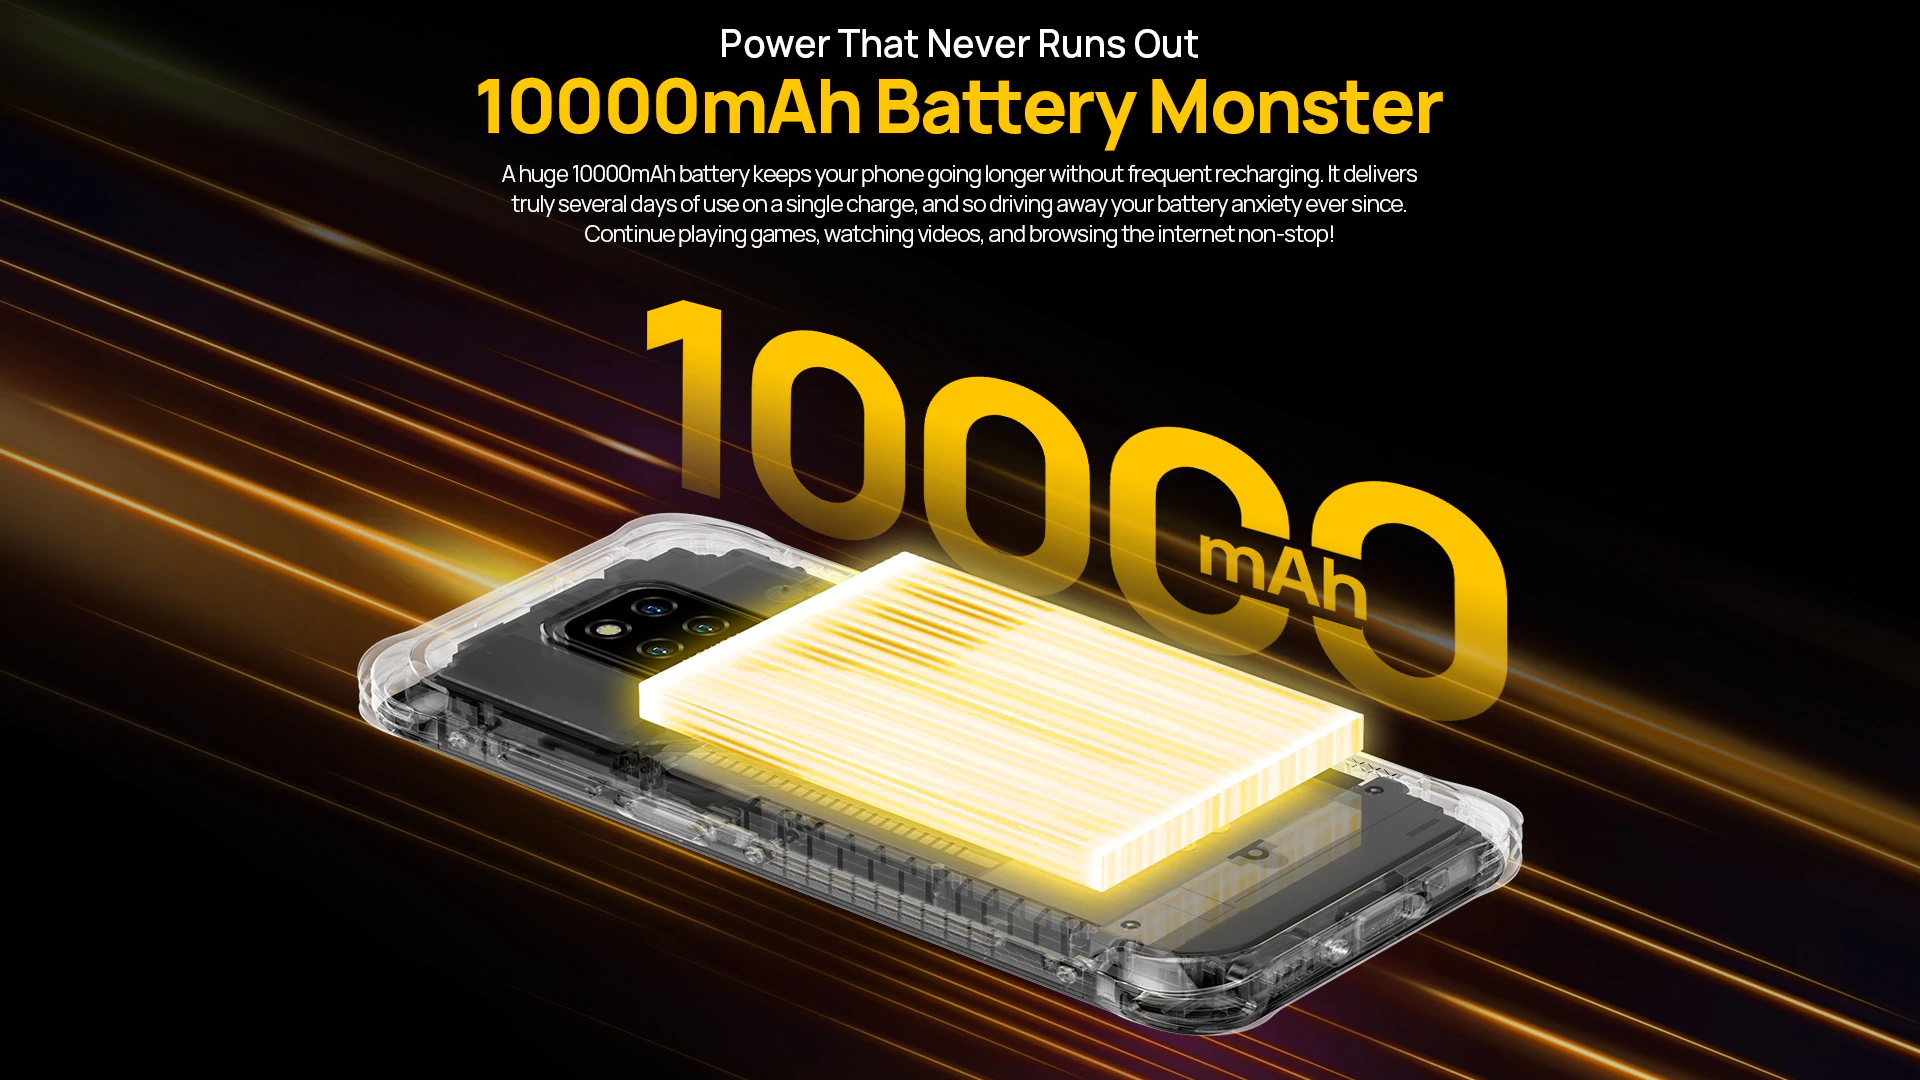 Power That Never Runs Out
10000mAh Battery Monster
A huge 10000mAh battery keeps your phone going longer without frequent recharging. It delivers
truly several days of use on a single charge, and so driving away your battery anxiety ever since.
Continue playing games, watching videos, and browsing the internet non-stop!
10000
mAh